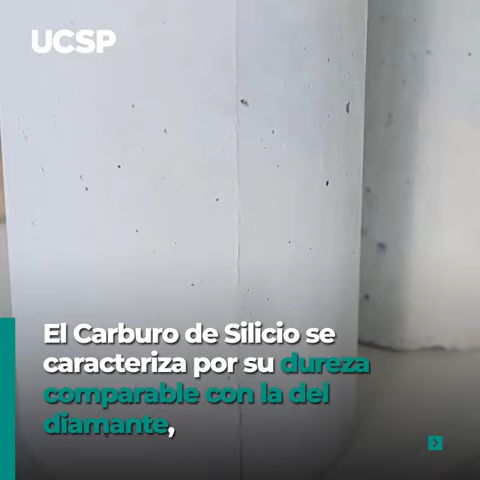 UCSP
El Carburo de Silicio se
caracteriza por su dureza
comparable con la del
diamante,